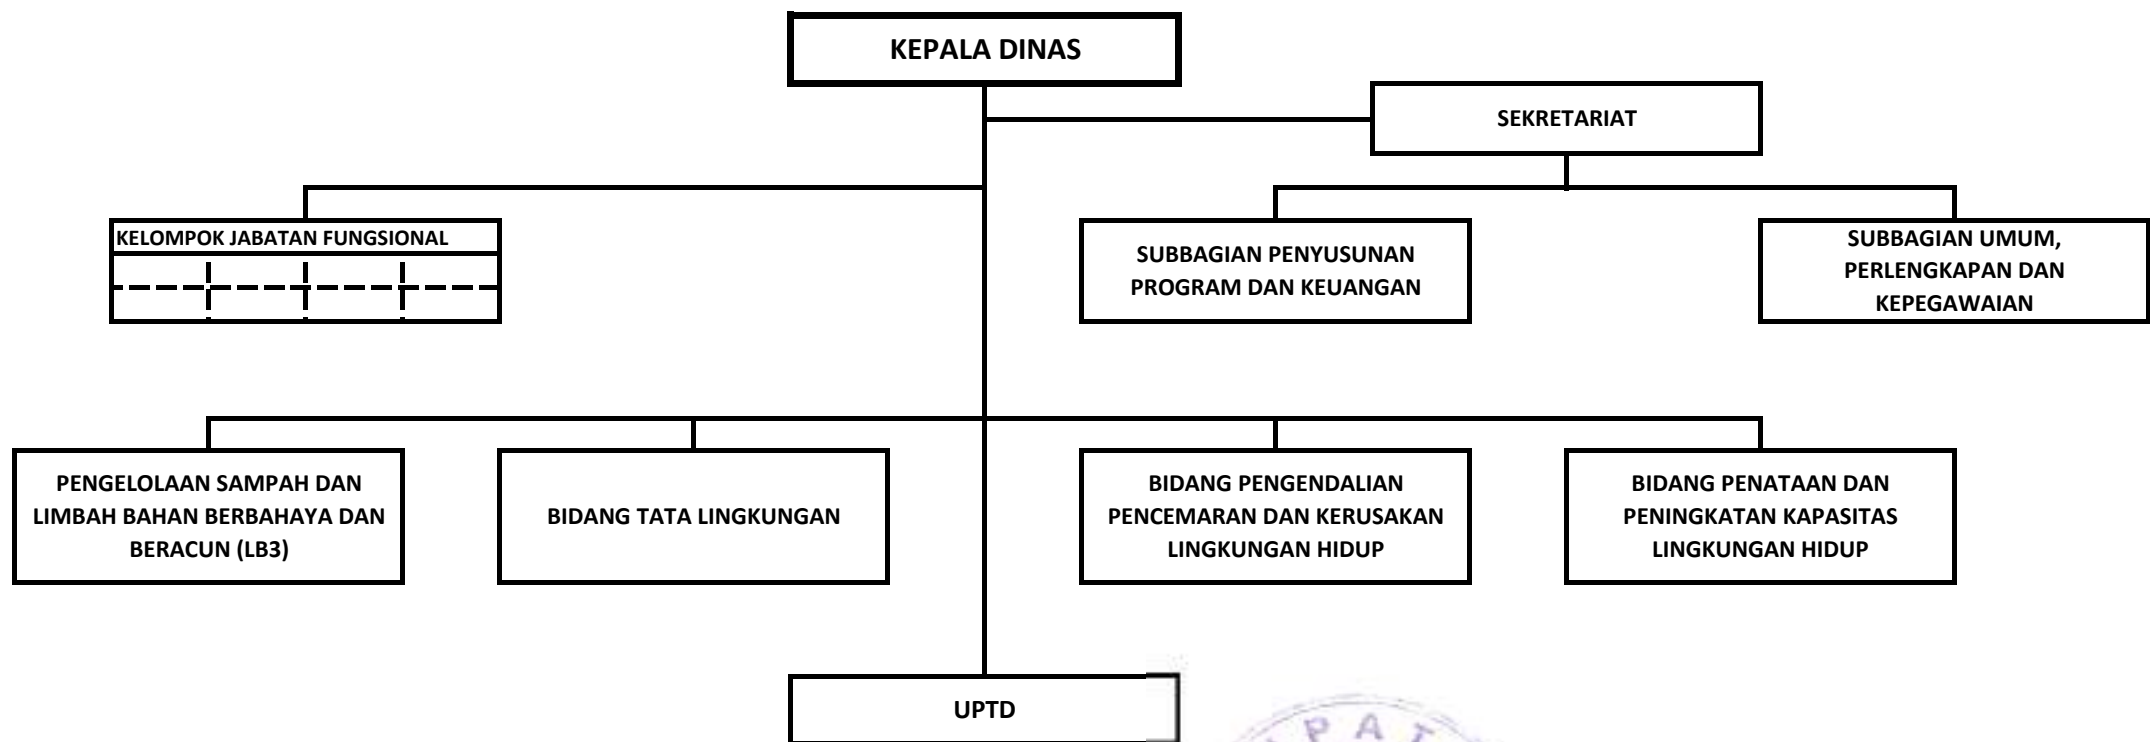 KEPALA DINAS
SEKRETARIAT
KELOMPOK JABATAN FUNGSIONAL
SUBBAGIAN PENYUSUNAN
PROGRAM DAN KEUANGAN
SUBBAGIAN UMUM,
PERLENGKAPAN DAN
KEPEGAWAIAN
PENGELOLAAN SAMPAH DAN
LIMBAH BAHAN BERBAHAYA DAN
BERACUN (LB3)
BIDANG TATA LINGKUNGAN
BIDANG PENGENDALIAN
PENCEMARAN DAN KERUSAKAN
LINGKUNGAN HIDUP
BIDANG PENATAAN DAN
PENINGKATAN KAPASITAS
LINGKUNGAN HIDUP
UPTD